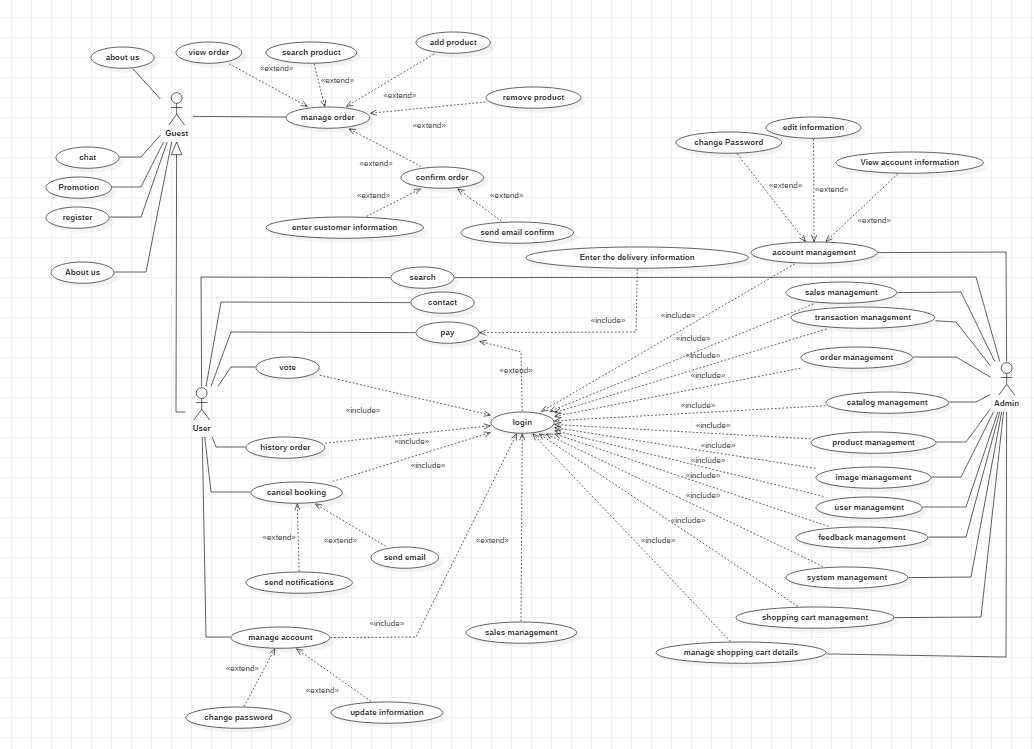 add product
about us
view order
search product
«extend»
«extend»
«extend»
remove product
manage order
«extend»
Guest
edit information
change Password
chat
«extend»
View account information
Promotion
confirm order
«extend»
«extend»
«extend»
«extend»
register
enter customer information
send email confirm
«extend»
Enter the delivery information
account management
About us
search
contact
sales management
«include»
«include»
transaction management
pay
«include»
«include»
order management
vote
«extend»
«include»
Admin
«include»
«include»
catalog management
User
login
«include»
history order
«include»
«include»
product management
«include»
«include»
«include»
image management
cancel booking
«include»
user management
«include»
«extend»
«extend»
«extend»
«include»
feedback management
send email
send notifications
system management
«include»
shopping cart management
manage account
sales management
manage shopping cart details
«extend»
«extend»
change password
update information